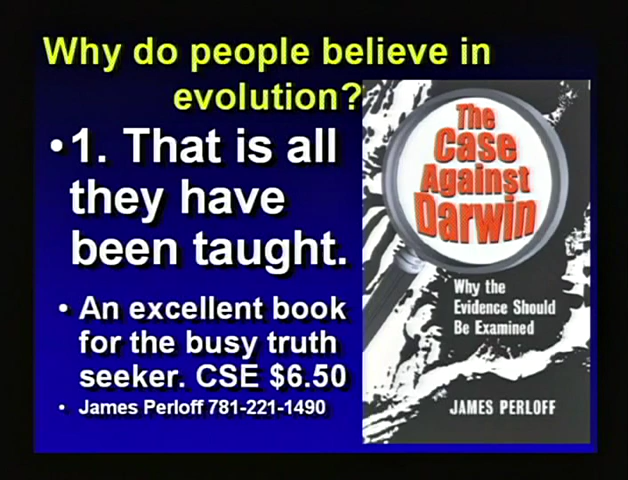 Why do people believe in
evolution?
•1. That is all
they have
been taught.
• An excellent book
for the busy truth
seeker. CSE $6.50
• James Perloff 781-221-1490
The
Case
Against
Darwin
Why the
Evidence Should
Be Examined
JAMES PERLOFF